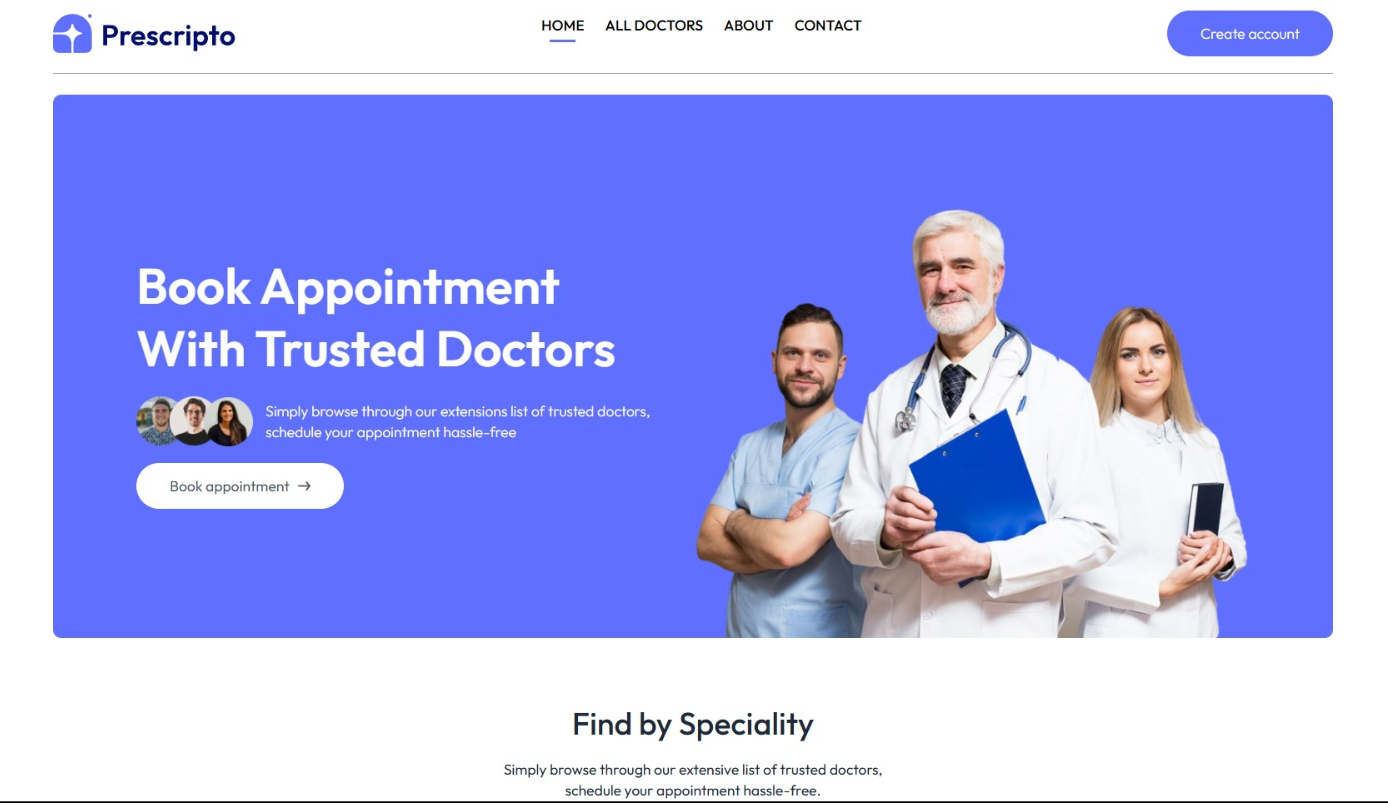 Prescripto
HOME
ALL DOCTORS
ABOUT
CONTACT
Create account
Book Appointment
With Trusted Doctors
Simply browse through our extensions list of trusted doctors,
schedule your appointment hassle-free
Book appointment →
Find by Speciality
Simply browse through our extensive list of trusted doctors,
schedule your appointment hassle-free.